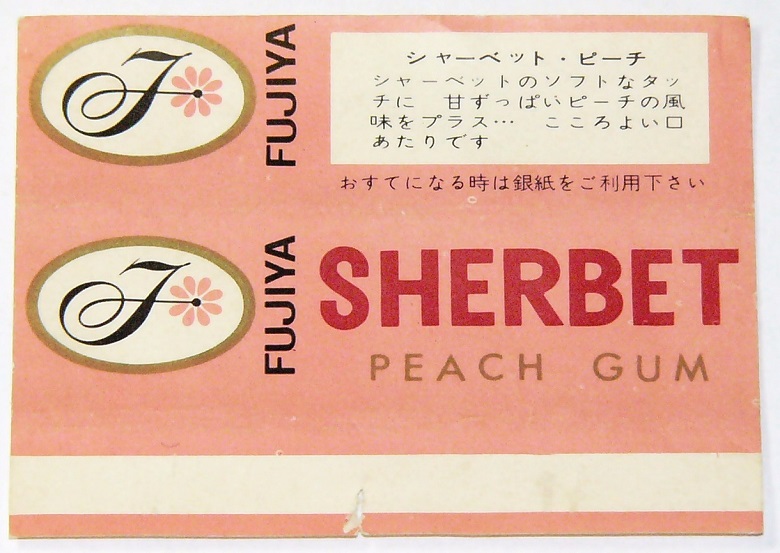 F
FUJIYA
シャーベット・ピーチ
シャーベットのソフトなタッ
チに 甘ずっぱいピーチの風
味をプラス… こころよい口
あたりです
おすてになる時は銀紙をご利用下さい
F
FUJIYA
SHERBET
PEACH GUM